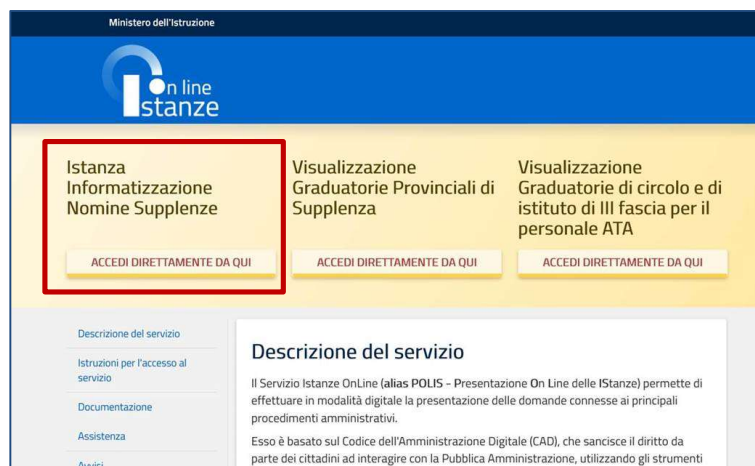 Ministero dell'Istruzione
On line
Istanze
Istanza
Informatizzazione
Nomine Supplenze
ACCEDI DIRETTAMENTE DA QUI
Visualizzazione
Graduatorie Provinciali di
Supplenza
ACCEDI DIRETTAMENTE DA QUI
Visualizzazione
Graduatorie di circolo e di
istituto di III fascia per il
personale ATA
ACCEDI DIRETTAMENTE DA QUI
Descrizione del servizio
Istruzioni per l'accesso al
servizio
Documentazione
Assistenza
Avvisi
Descrizione del servizio
Il Servizio Istanze OnLine (alias POLIS - Presentazione On Line delle IStanze) permette di
effettuare in modalità digitale la presentazione delle domande connesse ai principali
procedimenti amministrativi.
Esso è basato sul Codice dell'Amministrazione Digitale (CAD), che sancisce il diritto da
parte dei cittadini ad interagire con la Pubblica Amministrazione, utilizzando gli strumenti